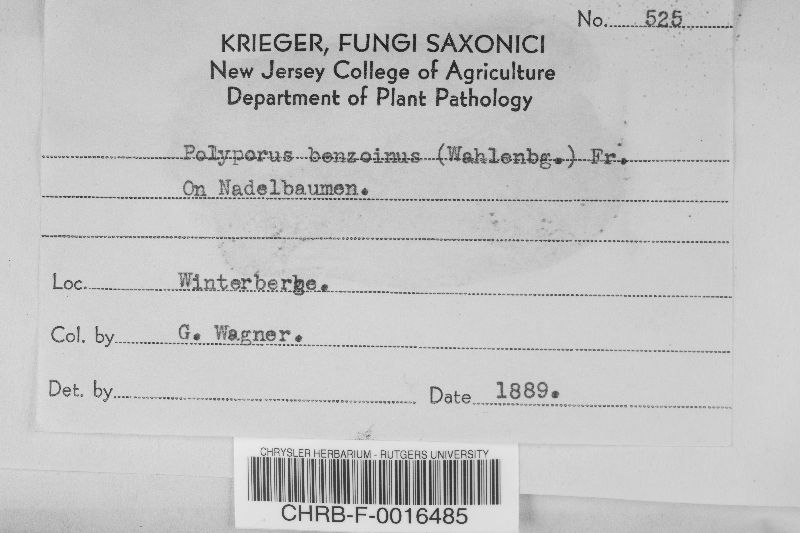 No. 525
KRIEGER, FUNGI SAXONICI
New Jersey College of Agriculture
Department of Plant Pathology
Polyporus benzoinus (Wahlenbg.) Fr.
On Nadelbaumen.
Loc. Winterberge.
Col. by G. Wagner.
Det. by
Date 1889.
CHRYSLER HERBARIUM - RUTGERS UNIVERSITY
CHRB-F-0016485